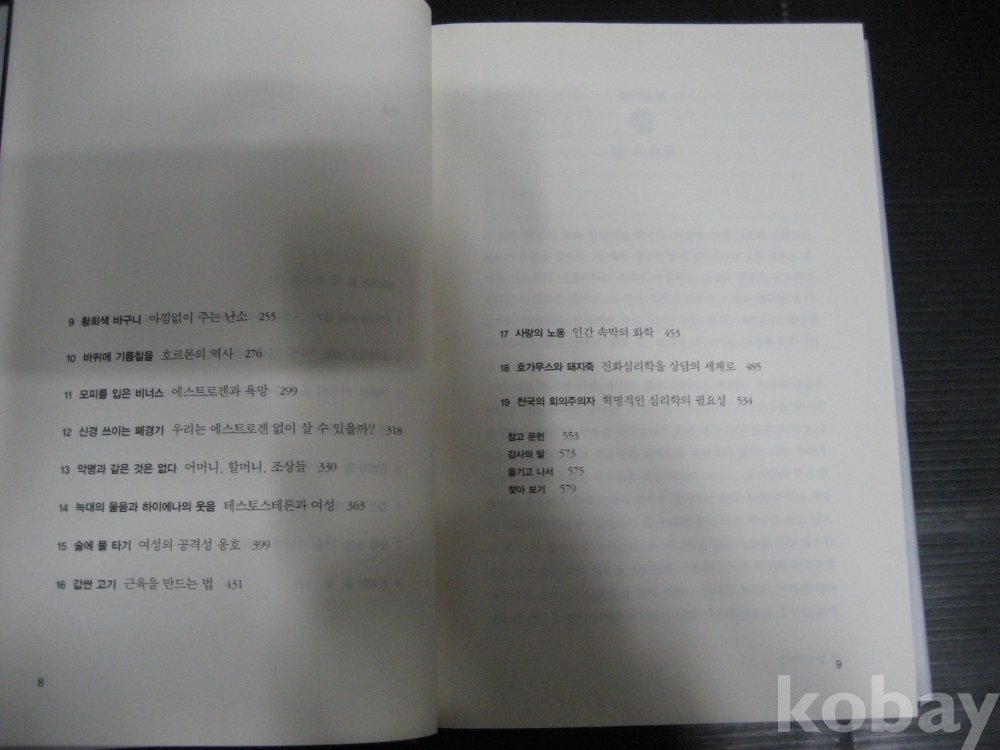 9 황회색 바구니 아낌없이 주는 난소 255
10 바퀴에 기름칠을 호르몬의 역사 276
11 모피를 입은 비너스 에스트로겐과 욕망 299
12 신경 쓰이는 폐경기 우리는 에스트로겐 없이 살 수 있을까? 318
13 악명과 같은 것은 없다 어머니, 할머니, 조상들 330
14 늑대의 울음과 하이에나의 웃음 테스토스테론과 여성 363
15 술에 물 타기 여성의 공격성 옹호 399
16 값싼 고기 근육을 만드는 법 431
8
17 사랑의 노동 인간 속박의 화학 453
18 호가무스와 돼지죽 진화심리학을 상담의 세계로 485
19 천국의 회의주의자 혁명적인 심리학의 필요성 534
참고 문헌 553
감사의 말 573
옮기고 나서 575
찾아 보기 579
9
kobay